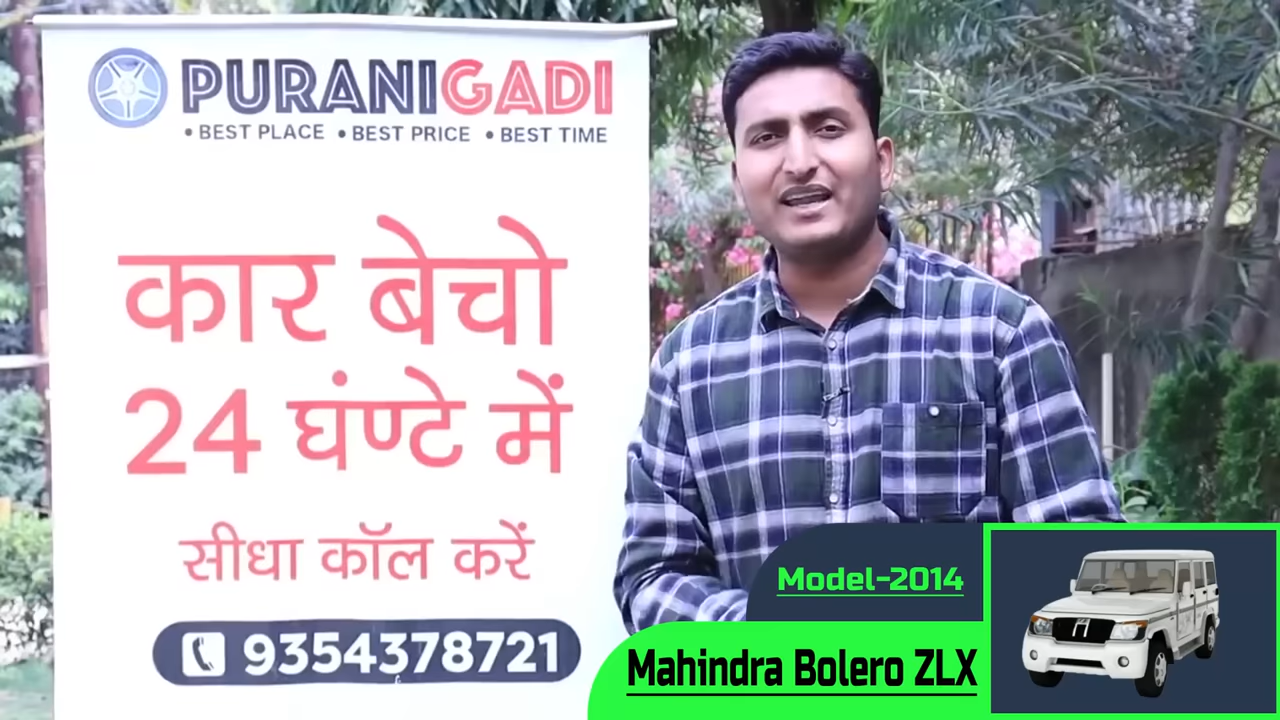 PURANIGADI
• BEST PLACE • BEST PRICE • BEST TIME
कार बेचो
24 घंण्टे में
सीधा कॉल करें
9354378721
Model-2014
Mahindra Bolero ZLX